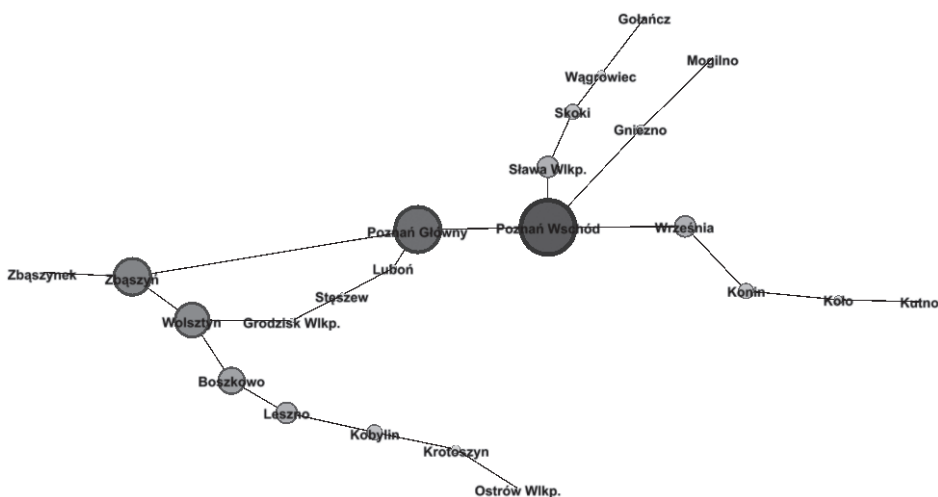 Gołańcz
Mogilno
Wągrowiec
Skoki
Gniezno
Sława Wlkp.
Poznań Główny
Poznań Wschód
Września
Luboń
Zbąszynek
Zbąszyń
Stęszew
Konin
Koło
Kutno
Wolsztyn
Grodzisk Wlkp.
Boszkowo
Leszno
Kobylin
Krotoszyn
Ostrów Wlkp.